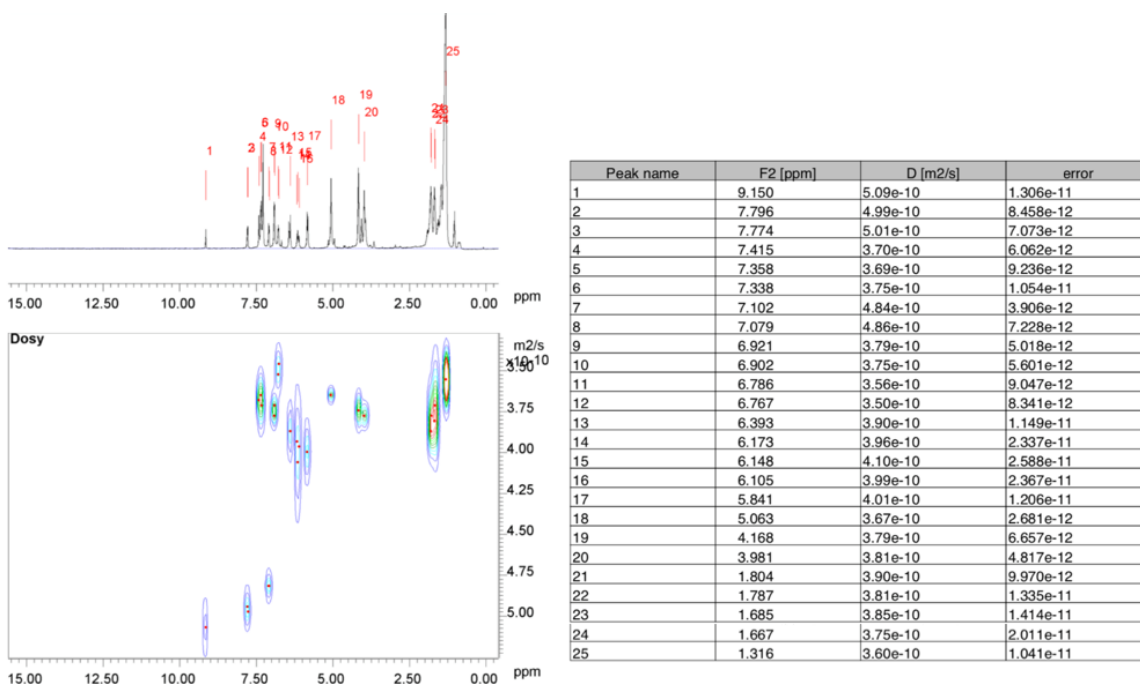 25
18
19
20
1
9
10
13
17
4
12
15.00 12.50 10.00 7.50 5.00 2.50 0.00 ppm
Dosy
m2/s
x10-10
3.50
3.75
4.00
4.25
4.50
4.75
5.00
15.00 12.50 10.00 7.50 5.00 2.50 0.00 ppm
Peak name F2 [ppm] D [m2/s] error
1 9.150 5.09e-10 1.306e-11
2 7.796 4.99e-10 8.458e-12
3 7.774 5.01e-10 7.073e-12
4 7.415 3.70e-10 6.062e-12
5 7.358 3.69e-10 9.236e-12
6 7.338 3.75e-10 1.054e-11
7 7.102 4.84e-10 3.906e-12
8 7.079 4.86e-10 7.228e-12
9 6.921 3.79e-10 5.018e-12
10 6.902 3.75e-10 5.601e-12
11 6.786 3.56e-10 9.047e-12
12 6.767 3.50e-10 8.341e-12
13 6.393 3.90e-10 1.149e-11
14 6.173 3.96e-10 2.337e-11
15 6.148 4.10e-10 2.588e-11
16 6.105 3.99e-10 2.367e-11
17 5.841 4.01e-10 1.206e-11
18 5.063 3.67e-10 2.681e-12
19 4.168 3.79e-10 6.657e-12
20 3.981 3.81e-10 4.817e-12
21 1.804 3.90e-10 9.970e-12
22 1.787 3.81e-10 1.335e-11
23 1.685 3.85e-10 1.414e-11
24 1.667 3.75e-10 2.011e-11
25 1.316 3.60e-10 1.041e-11